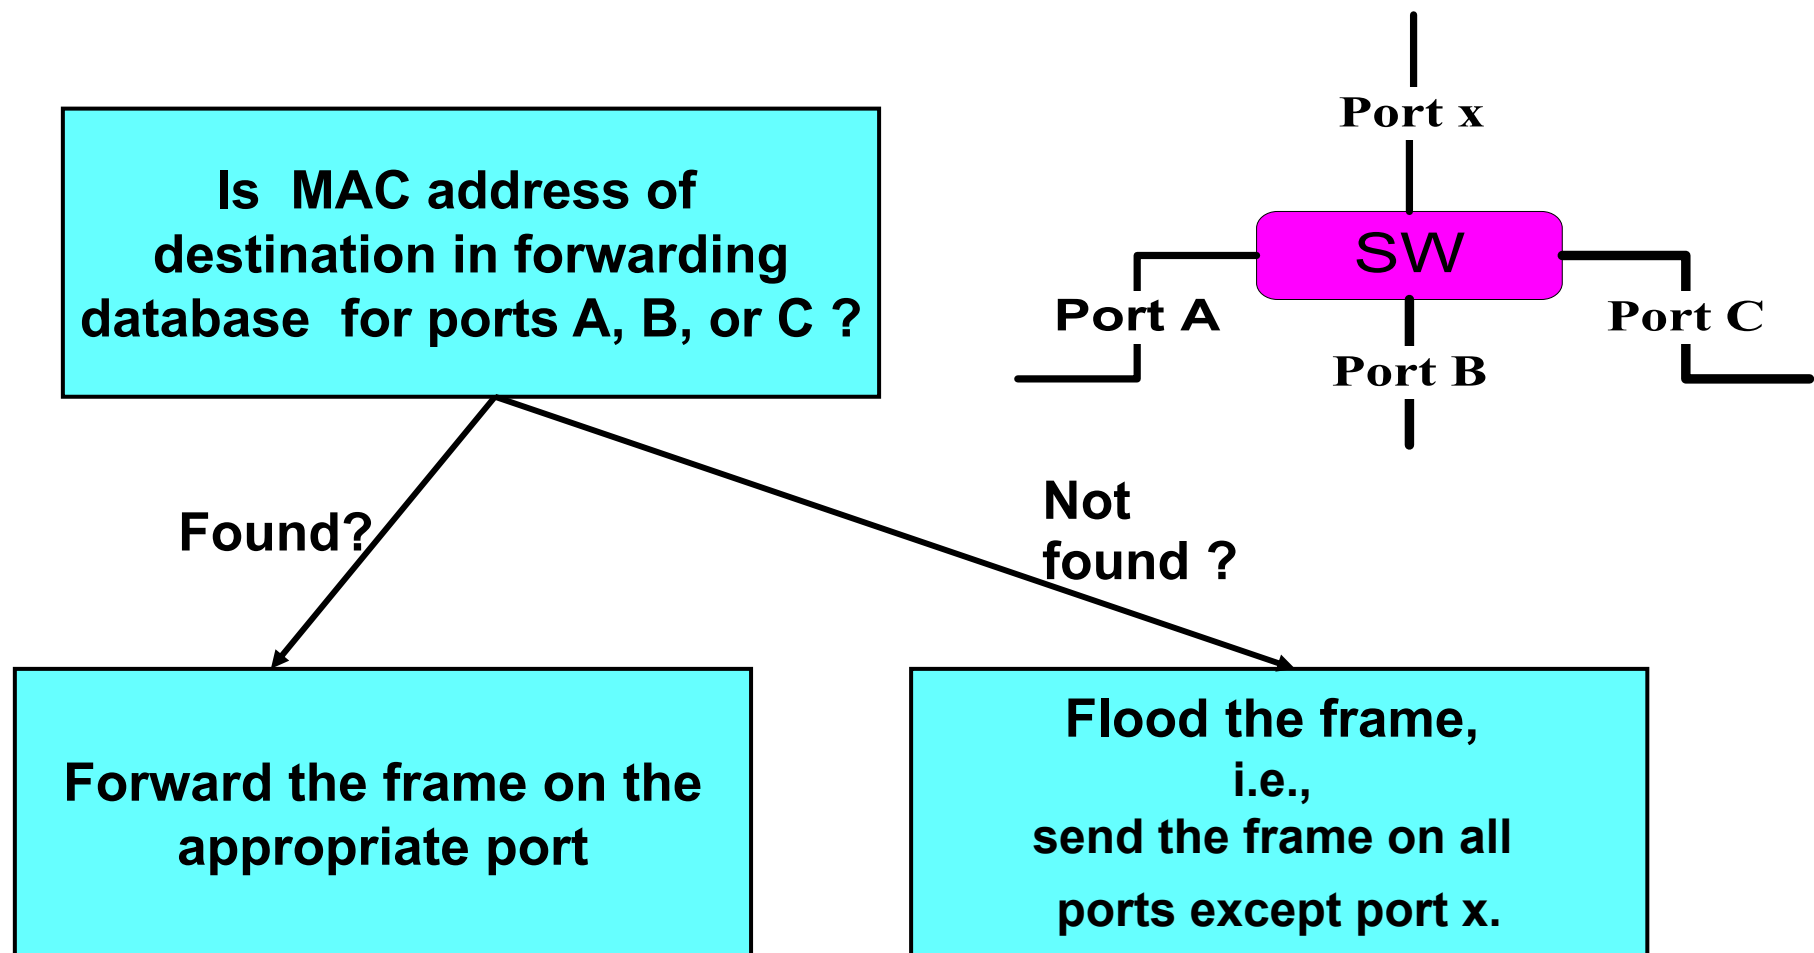 Is MAC address of
destination in forwarding
database for ports A, B, or C ?
Port x
SW
Port A
Port B
Port C
Found?
Not
found ?
Forward the frame on the
appropriate port
Flood the frame,
i.e.,
send the frame on all
ports except port x.